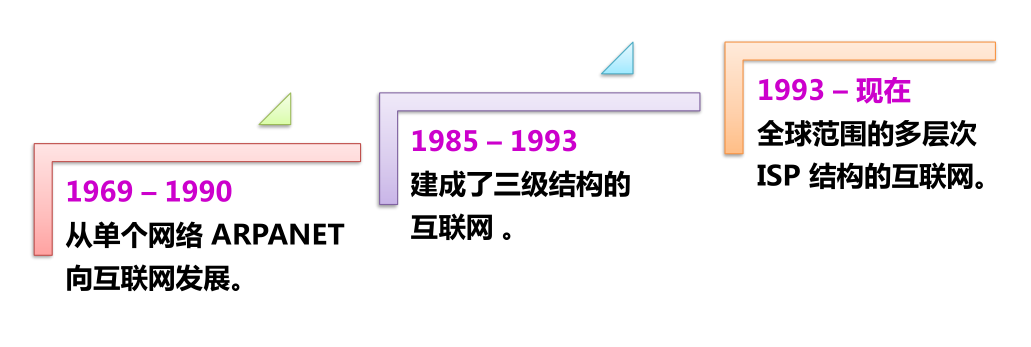 1969 – 1990
从单个网络 ARPANET
向互联网发展。
1985 – 1993
建成了三级结构的
互联网 。
1993 – 现在
全球范围的多层次
ISP 结构的互联网。